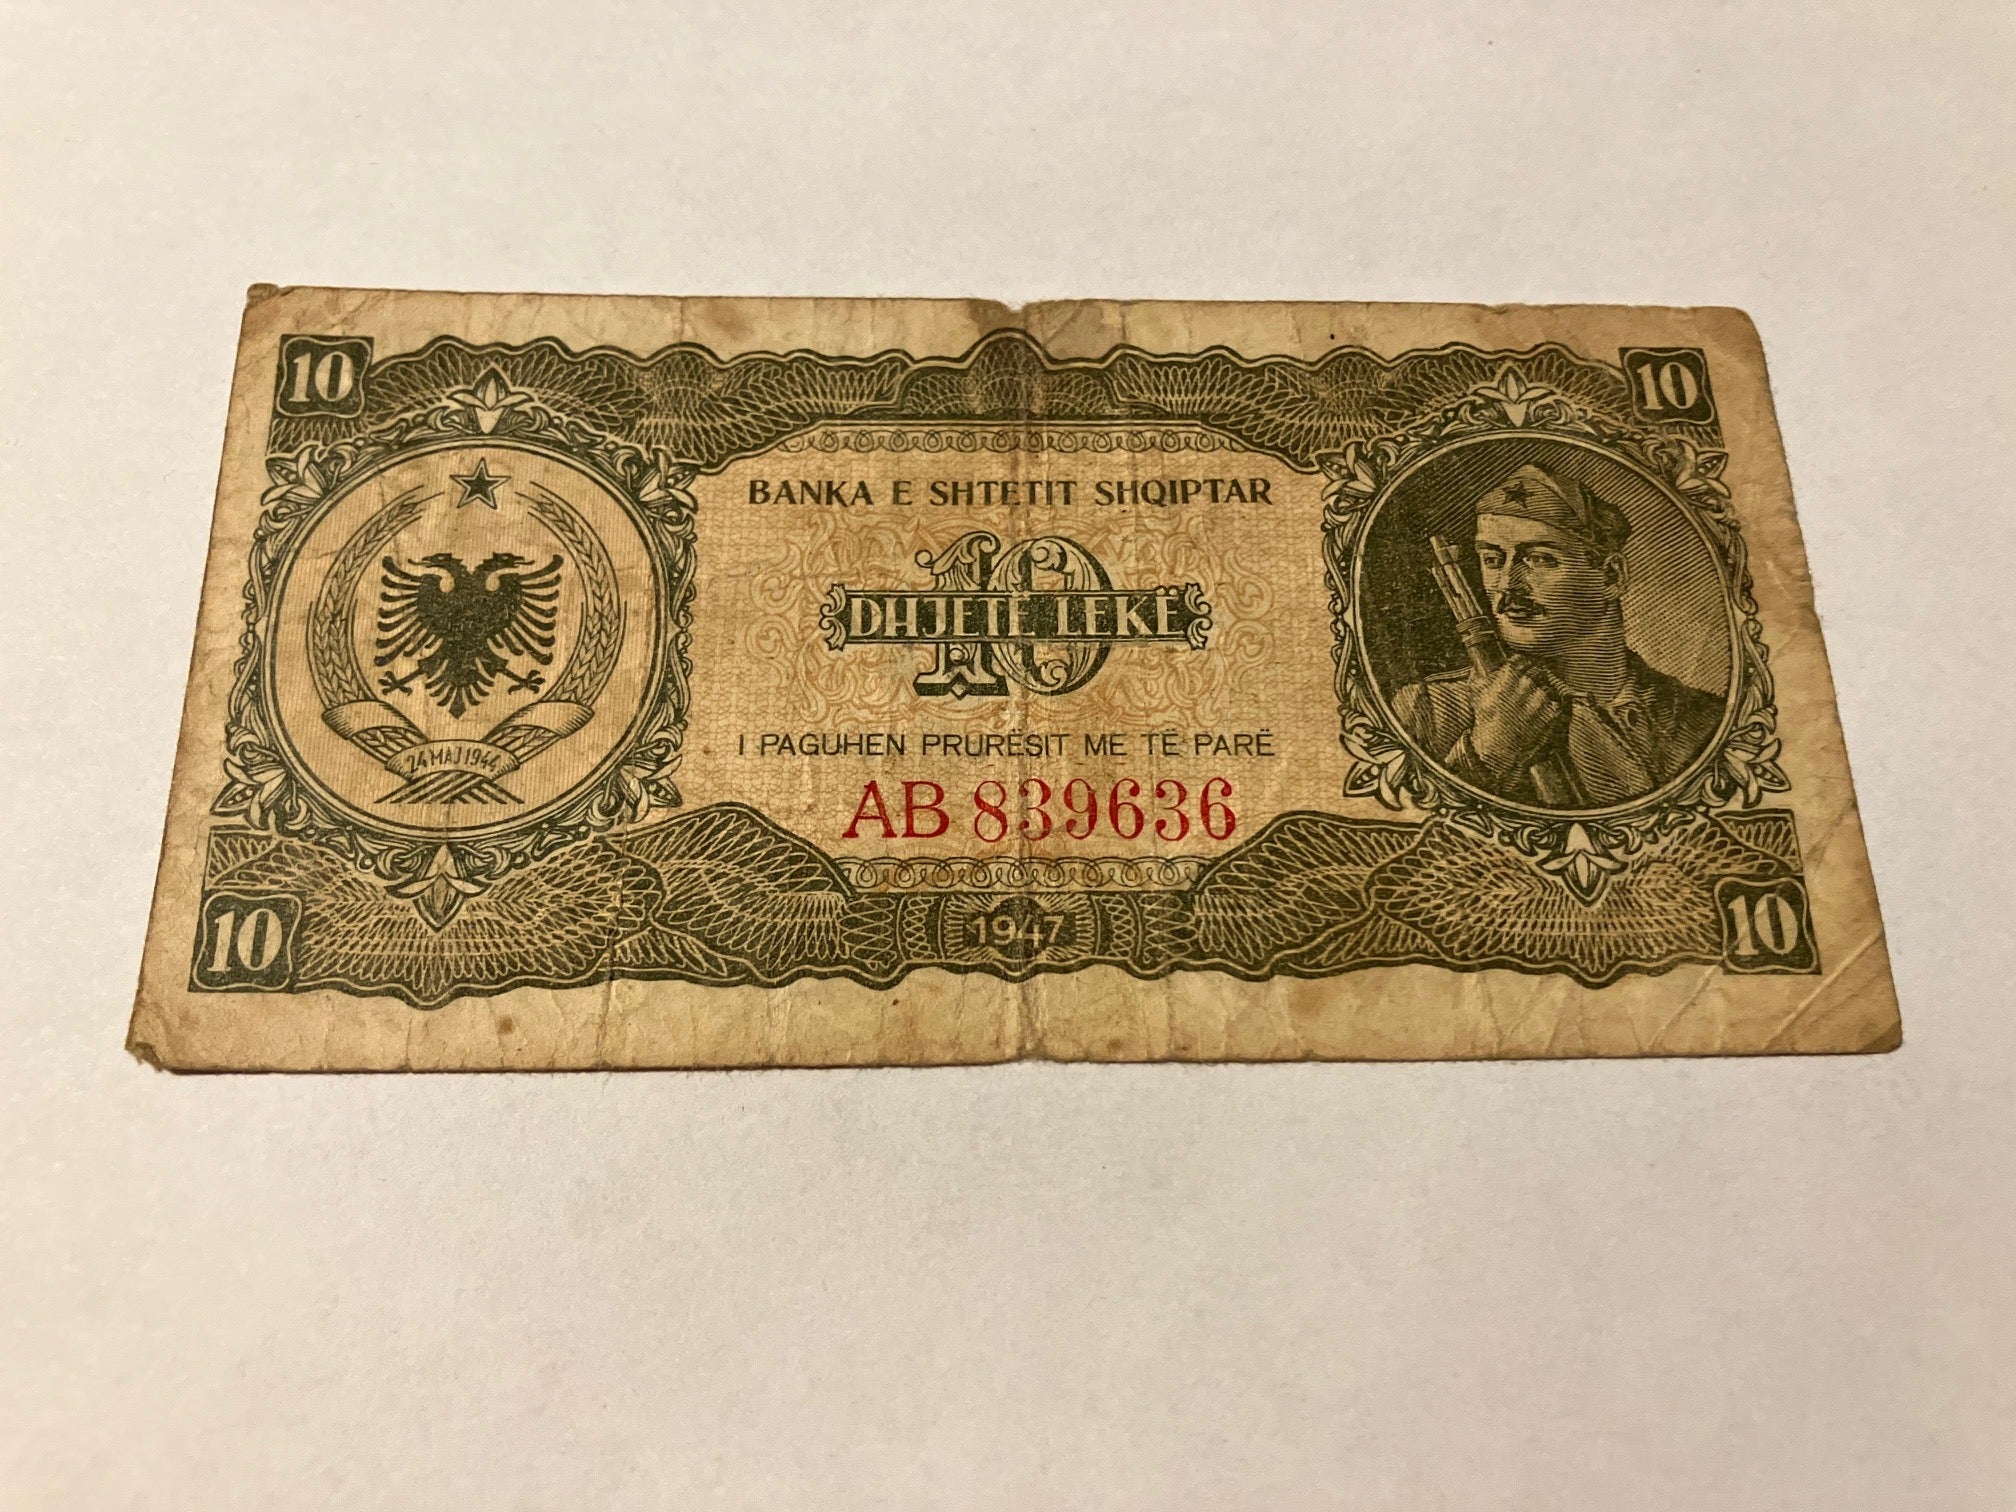 10
10
BANKA E SHTETIT SHQIPTAR
10
DHJETË LEKË
I PAGUHEN PRURËSIT ME TË PARË
24 MAJ 1944
AB 839636
10
1947
10